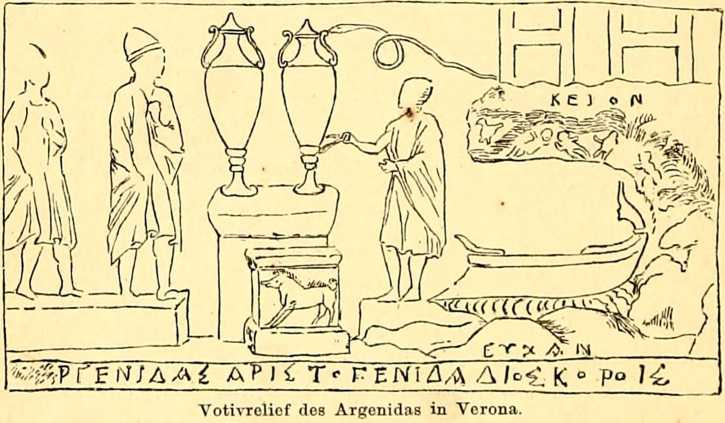 ΚΕΙΟΝ
ΕΥΧΑΝ
ΡΓΕΝΙΔΑΣ ΑΡΙΣΤΟΓΕΝΙΔΑ ΔΙΟΣΚΟΡΟΙΣ
Votivrelief des Argenidas in Verona.